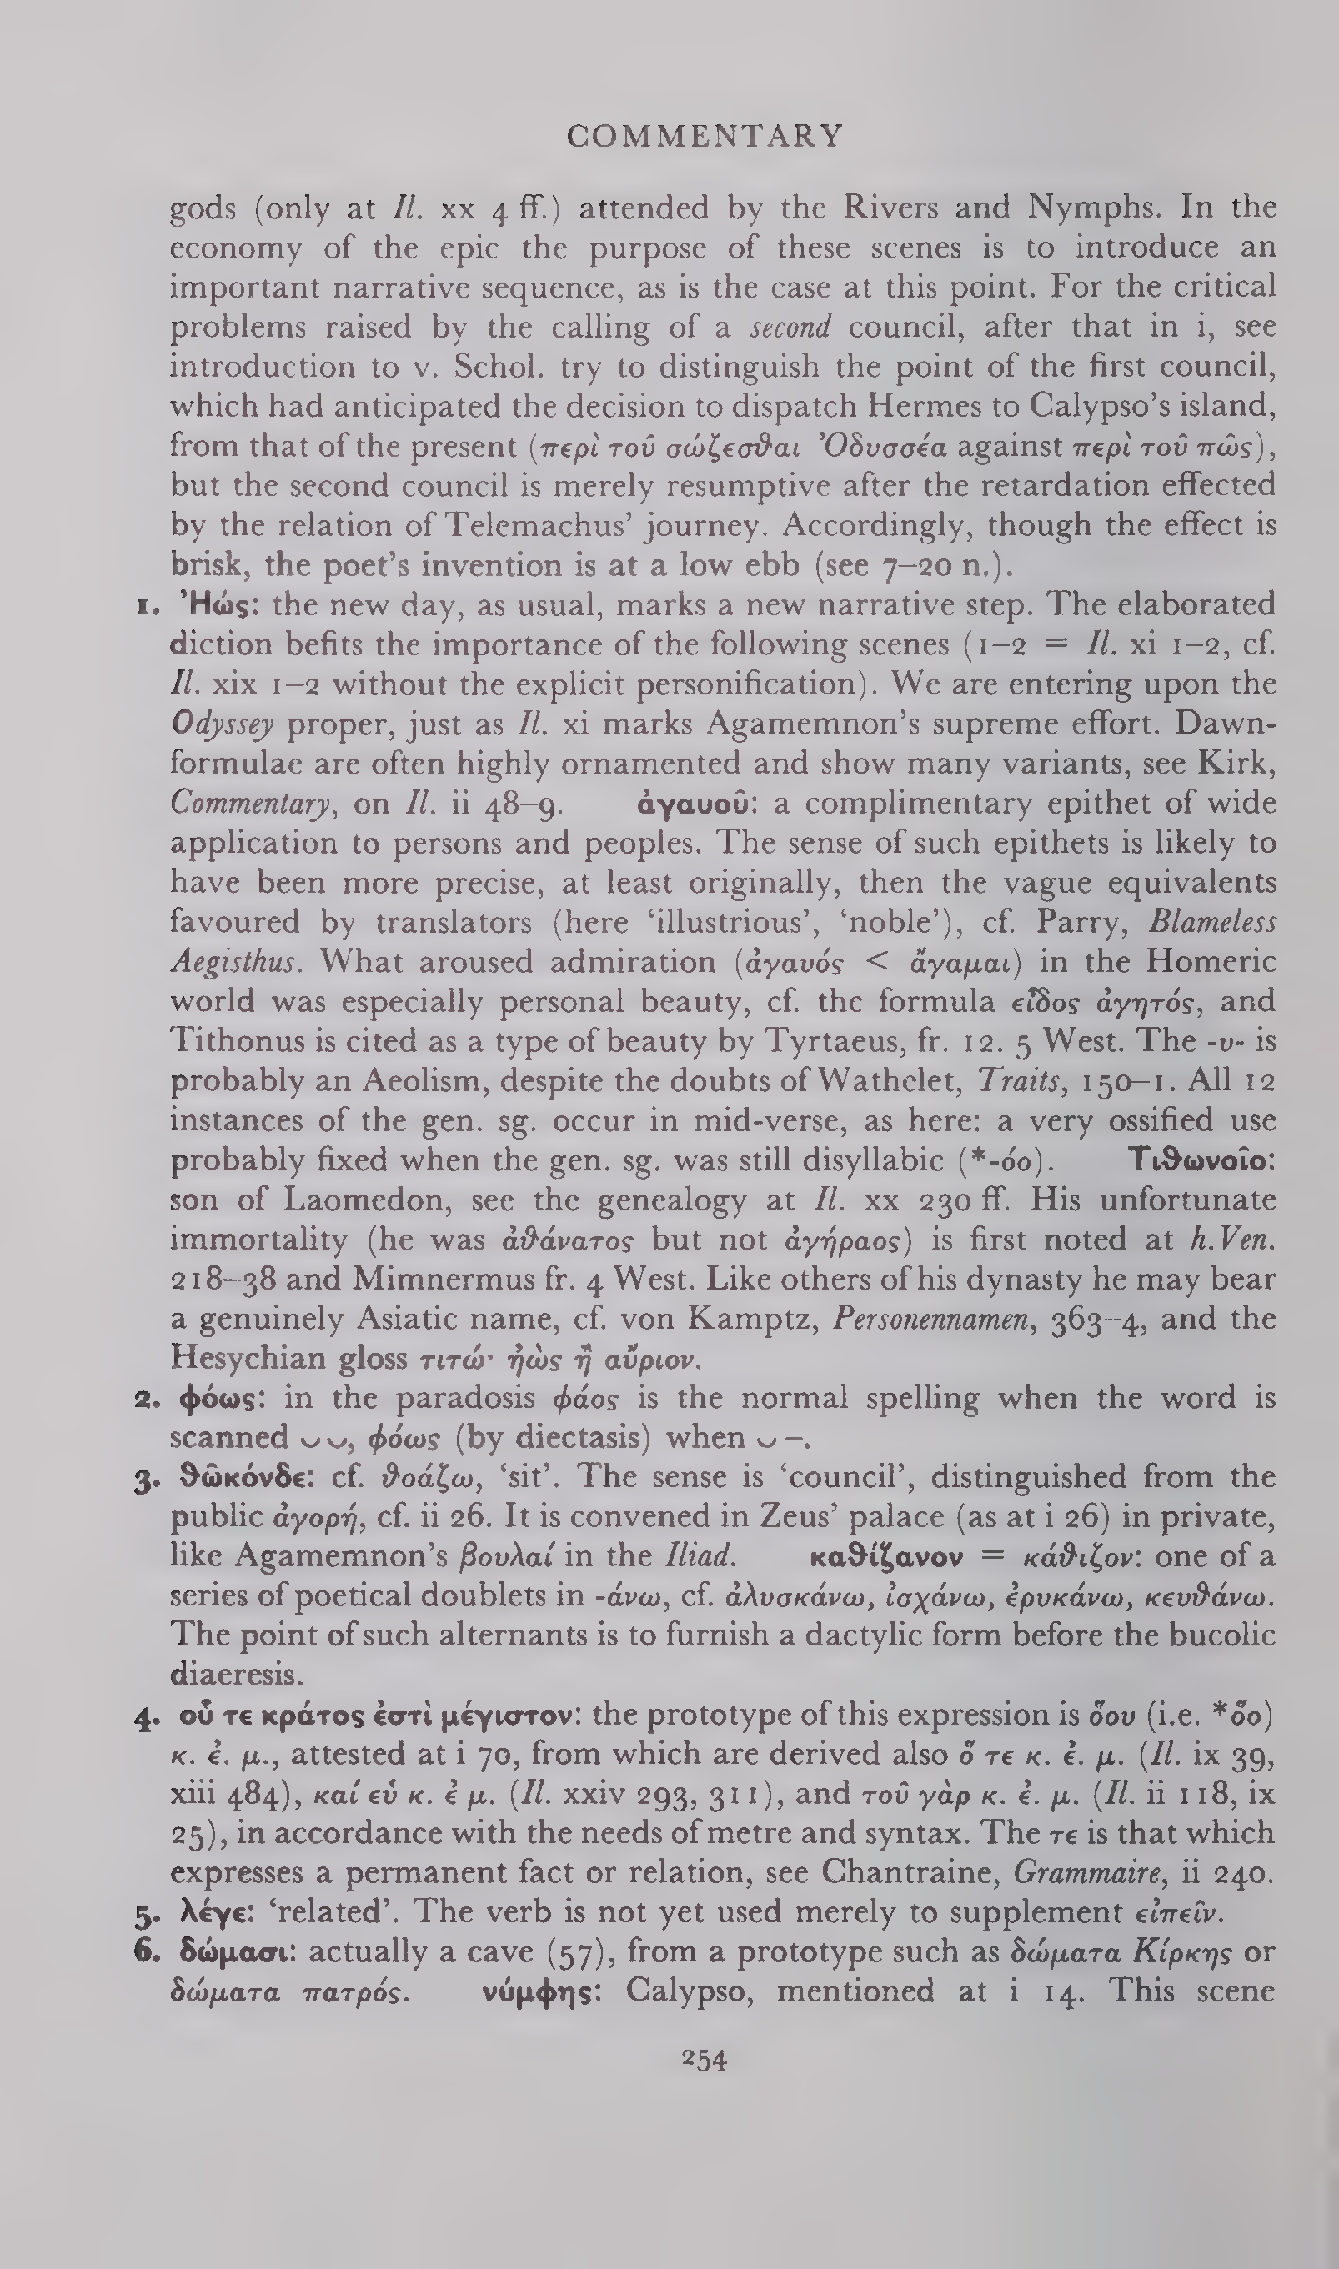 COMMENTARY
gods (only at Il. xx 4 ff.) attended by the Rivers and Nymphs. In the
economy of the epic the purpose of these scenes is to introduce an
important narrative sequence, as is the case at this point. For the critical
problems raised by the calling of a second council, after that in i, see
introduction to v. Schol. try to distinguish the point of the first council,
which had anticipated the decision to dispatch Hermes to Calypso’s island,
from that of the present (περὶ τοῦ σῴζεσϑαι Ὀδυσσέα against περὶ τοῦ πῶς),
but the second council is merely resumptive after the retardation effected
by the relation of Telemachus’ journey. Accordingly, though the effect is
brisk, the poet’s invention is at a low ebb (see 7–20 n.).
1. Ἠώς: the new day, as usual, marks a new narrative step. The elaborated
diction befits the importance of the following scenes (1–2 = Il. xi 1–2, cf.
Il. xix 1–2 without the explicit personification). We are entering upon the
Odyssey proper, just as Il. xi marks Agamemnon’s supreme effort. Dawn-
formulae are often highly ornamented and show many variants, see Kirk,
Commentary, on Il. ii 48–9. ἀγαυοῦ: a complimentary epithet of wide
application to persons and peoples. The sense of such epithets is likely to
have been more precise, at least originally, then the vague equivalents
favoured by translators (here ‘illustrious’, ‘noble’), cf. Parry, Blameless
Aegisthus. What aroused admiration (ἀγαυός < ἄγαμαι) in the Homeric
world was especially personal beauty, cf. the formula εἶδος ἀγητός, and
Tithonus is cited as a type of beauty by Tyrtaeus, fr. 12. 5 West. The -υ- is
probably an Aeolism, despite the doubts of Wathelet, Traits, 150–1. All 12
instances of the gen. sg. occur in mid-verse, as here: a very ossified use
probably fixed when the gen. sg. was still disyllabic (*-όο). Τιϑωνοῖο:
son of Laomedon, see the genealogy at Il. xx 230 ff. His unfortunate
immortality (he was ἀϑάνατος but not ἀγήραος) is first noted at h. Ven.
218–38 and Mimnermus fr. 4 West. Like others of his dynasty he may bear
a genuinely Asiatic name, cf. von Kamptz, Personennamen, 363–4, and the
Hesychian gloss τιτώ· ἠὼς ἢ αὔριον.
2. φόως: in the paradosis φάος is the normal spelling when the word is
scanned ⏑⏑, φόως (by diectasis) when ⏑–.
3. ϑῶκόνδε: cf. ϑοάζω, ‘sit’. The sense is ‘council’, distinguished from the
public ἀγορή, cf. ii 26. It is convened in Zeus’ palace (as at i 26) in private,
like Agamemnon’s βουλαί in the Iliad. καϑίζανον = κάϑιζον: one of a
series of poetical doublets in -άνω, cf. ἀλυσκάνω, ἰσχάνω, ἐρυκάνω, κευϑάνω.
The point of such alternants is to furnish a dactylic form before the bucolic
diaeresis.
4. οὗ τε κράτος ἐστὶ μέγιστον: the prototype of this expression is ὅου (i.e. *ὅο)
κ. ἐ. μ., attested at i 70, from which are derived also ὅ τε κ. ἐ. μ. (Il. ix 39,
xiii 484), καί εὑ κ. ἐ μ. (Il. xxiv 293, 311), and τοῦ γὰρ κ. ἐ. μ. (Il. ii 118, ix
25), in accordance with the needs of metre and syntax. The τε is that which
expresses a permanent fact or relation, see Chantraine, Grammaire, ii 240.
5. λέγε: ‘related’. The verb is not yet used merely to supplement εἰπεῖν.
6. δώμασι: actually a cave (57), from a prototype such as δώματα Κίρκης or
δώματα πατρός. νύμφης: Calypso, mentioned at i 14. This scene
254